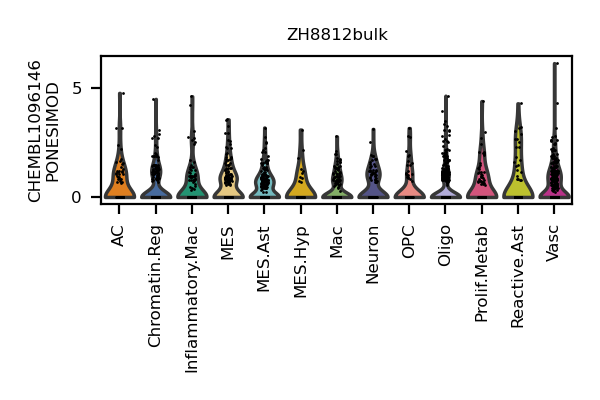 ZH8812bulk
CHEMBL1096146
PONESIMOD
5
0
AC
Chromatin.Reg
Inflammatory.Mac
MES
MES.Ast
MES.Hyp
Mac
Neuron
OPC
Oligo
Prolif.Metab
Reactive.Ast
Vasc